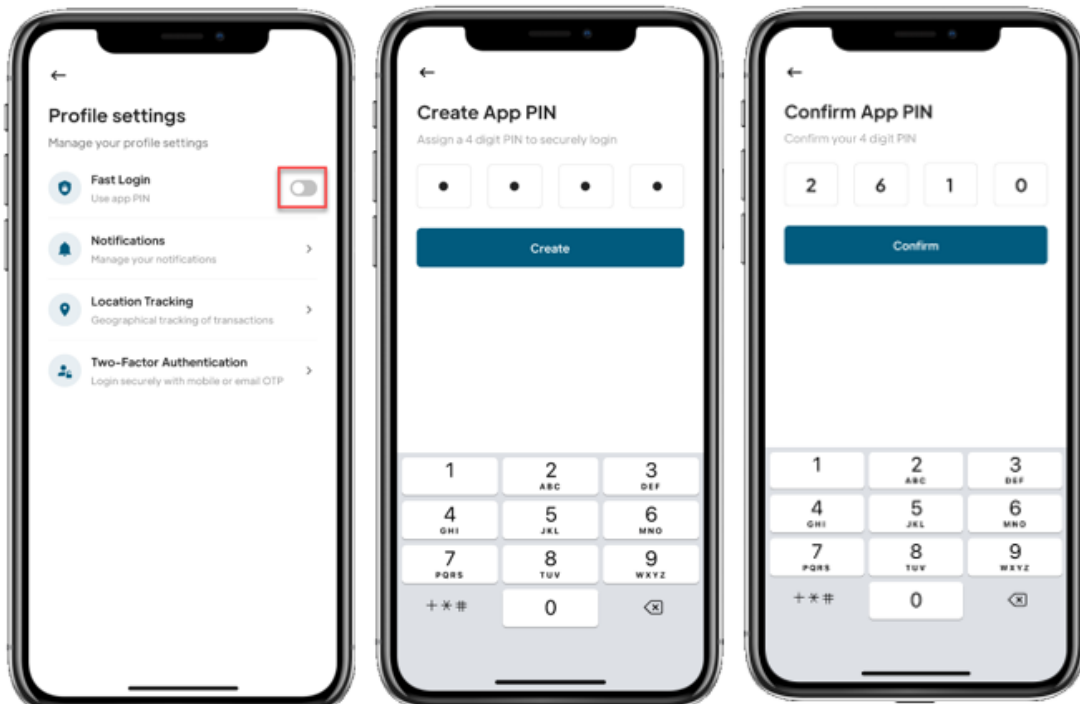 Profile settings
Manage your profile settings
Fast Login
Use app PIN
Notifications
Manage your notifications
Location Tracking
Geographical tracking of transactions
Two-Factor Authentication
Login securely with mobile or email OTP
Create App PIN
Assign a 4 digit PIN to securely login
Create
1 2 3
ABC DEF
4 5 6
GHI JKL MNO
7 8 9
PQRS TUV WXYZ
+*# 0
Confirm App PIN
Confirm your 4 digit PIN
2 6 1 0
Confirm
1 2 3
ABC DEF
4 5 6
GHI JKL MNO
7 8 9
PQRS TUV WXYZ
+*# 0